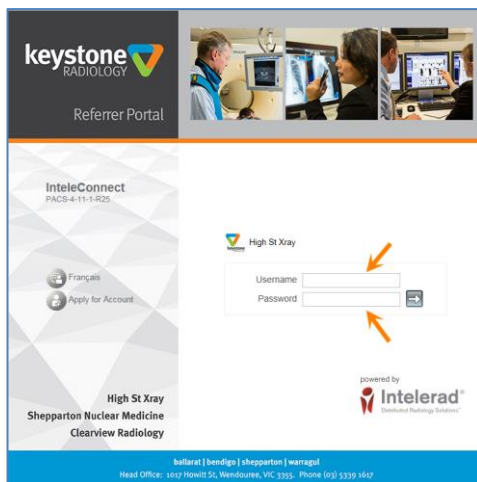 keystone
RADIOLOGY
Referrer Portal
InteleConnect
PACS-4-11-1-R25
High St Xray
Français
Username
Apply for Account
Password
powered by
Intelerad®
Distributed Radiology Solutions™
High St Xray
Shepparton Nuclear Medicine
Clearview Radiology
ballarat | bendigo | shepparton | warragul
Head Office: 1017 Howitt St, Wendouree, VIC 3355. Phone (03) 5339 1617